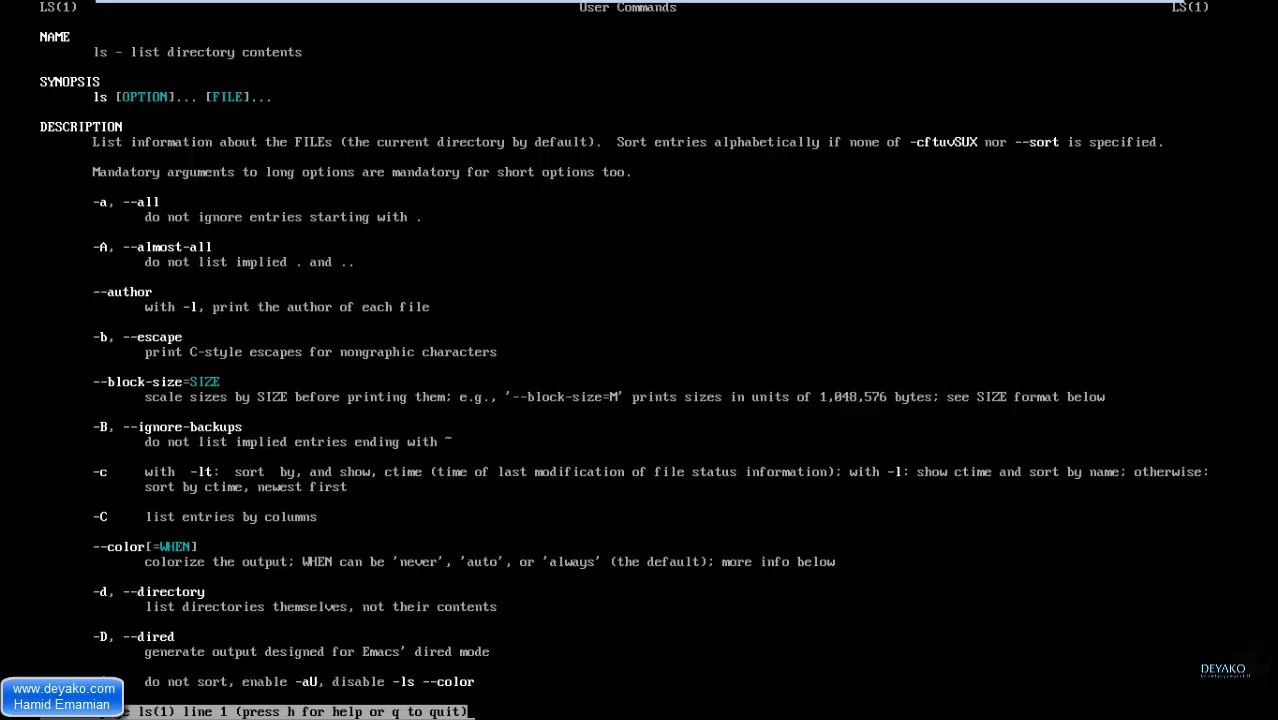 LS(1) User Commands LS(1)
NAME
ls - list directory contents
SYNOPSIS
ls [OPTION]... [FILE]...
DESCRIPTION
List information about the FILEs (the current directory by default). Sort entries alphabetically if none of -cftuvSUX nor --sort is specified.
Mandatory arguments to long options are mandatory for short options too.
-a, --all
do not ignore entries starting with .
-A, --almost-all
do not list implied . and ..
--author
with -l, print the author of each file
-b, --escape
print C-style escapes for nongraphic characters
--block-size=SIZE
scale sizes by SIZE before printing them; e.g., '--block-size=M' prints sizes in units of 1,048,576 bytes; see SIZE format below
-B, --ignore-backups
do not list implied entries ending with ~
-c with -lt: sort by, and show, ctime (time of last modification of file status information); with -l: show ctime and sort by name; otherwise:
sort by ctime, newest first
-C list entries by columns
--color[=WHEN]
colorize the output; WHEN can be 'never', 'auto', or 'always' (the default); more info below
-d, --directory
list directories themselves, not their contents
-D, --dired
generate output designed for Emacs' dired mode
do not sort, enable -aU, disable -ls --color
ls(1) line 1 (press h for help or q to quit)
www.deyako.com
Hamid Emamian
DEYAKO